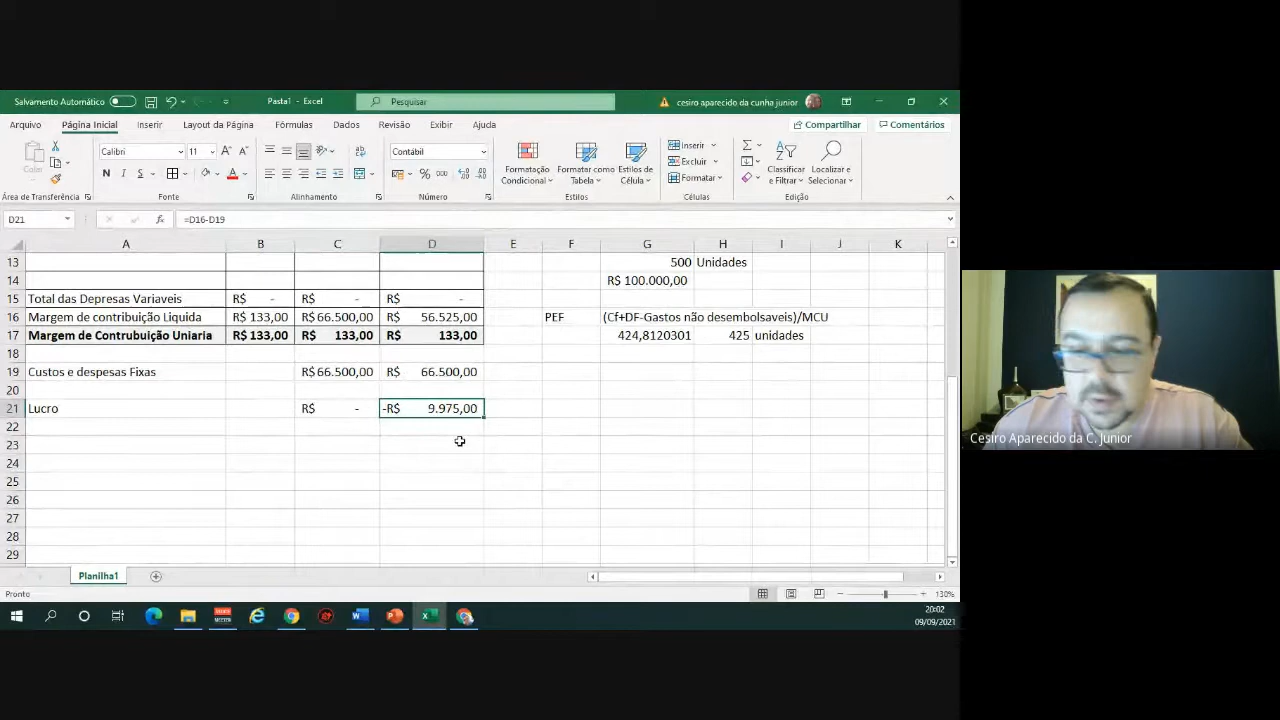 Salvamento Automático Pasta1 - Excel Pesquisar cesiro aparecido da cunha junior
Arquivo Página Inicial Inserir Layout da Página Fórmulas Dados Revisão Exibir Ajuda Compartilhar Comentários
Colar Calibri 11 Contábil Formatação Condicional Formatar como Tabela Estilos de Célula Inserir Excluir Formatar Classificar e Filtrar Localizar e Selecionar
Área de Transferência Fonte Alinhamento Número Estilos Células Edição
D21 fx =D16-D19
A B C D E F G H I J K
13 500 Unidades
14 R$ 100.000,00
15 Total das Depresas Variaveis R$ - R$ - R$ -
16 Margem de contribuição Liquida R$ 133,00 R$ 66.500,00 R$ 56.525,00 PEF (Cf+DF-Gastos não desembolsaveis)/MCU
17 Margem de Contrubuição Uniaria R$ 133,00 R$ 133,00 R$ 133,00 424,8120301 425 unidades
18
19 Custos e despesas Fixas R$ 66.500,00 R$ 66.500,00
20
21 Lucro R$ - -R$ 9.975,00
22
23
24
25
26
27
28
29
Planilha1
Pronto 130%
20:02
09/09/2021
Cesiro Aparecido da C. Junior